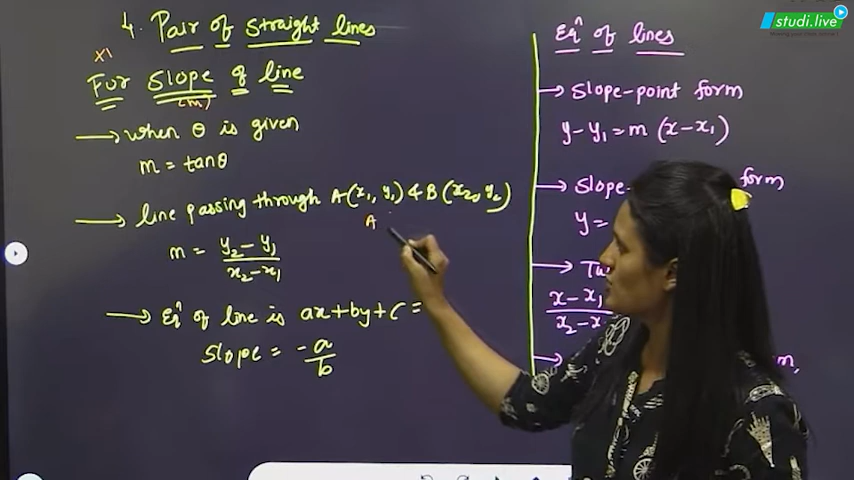 4. Pair of Straight lines
XI
For Slope of line
(m)
→ when θ is given
m = tanθ
→ line passing through A(x₁, y₁) & B(x₂, y₂)
A
m = y₂ - y₁ / x₂ - x₁
→ Eqⁿ of line is ax+by+c =
Slope = - a/b
Eqⁿ of lines
→ Slope-point form
y - y₁ = m (x - x₁)
→ Slope- form
y =
→
x - x₁
x₂ - x
→ m,
studi.live